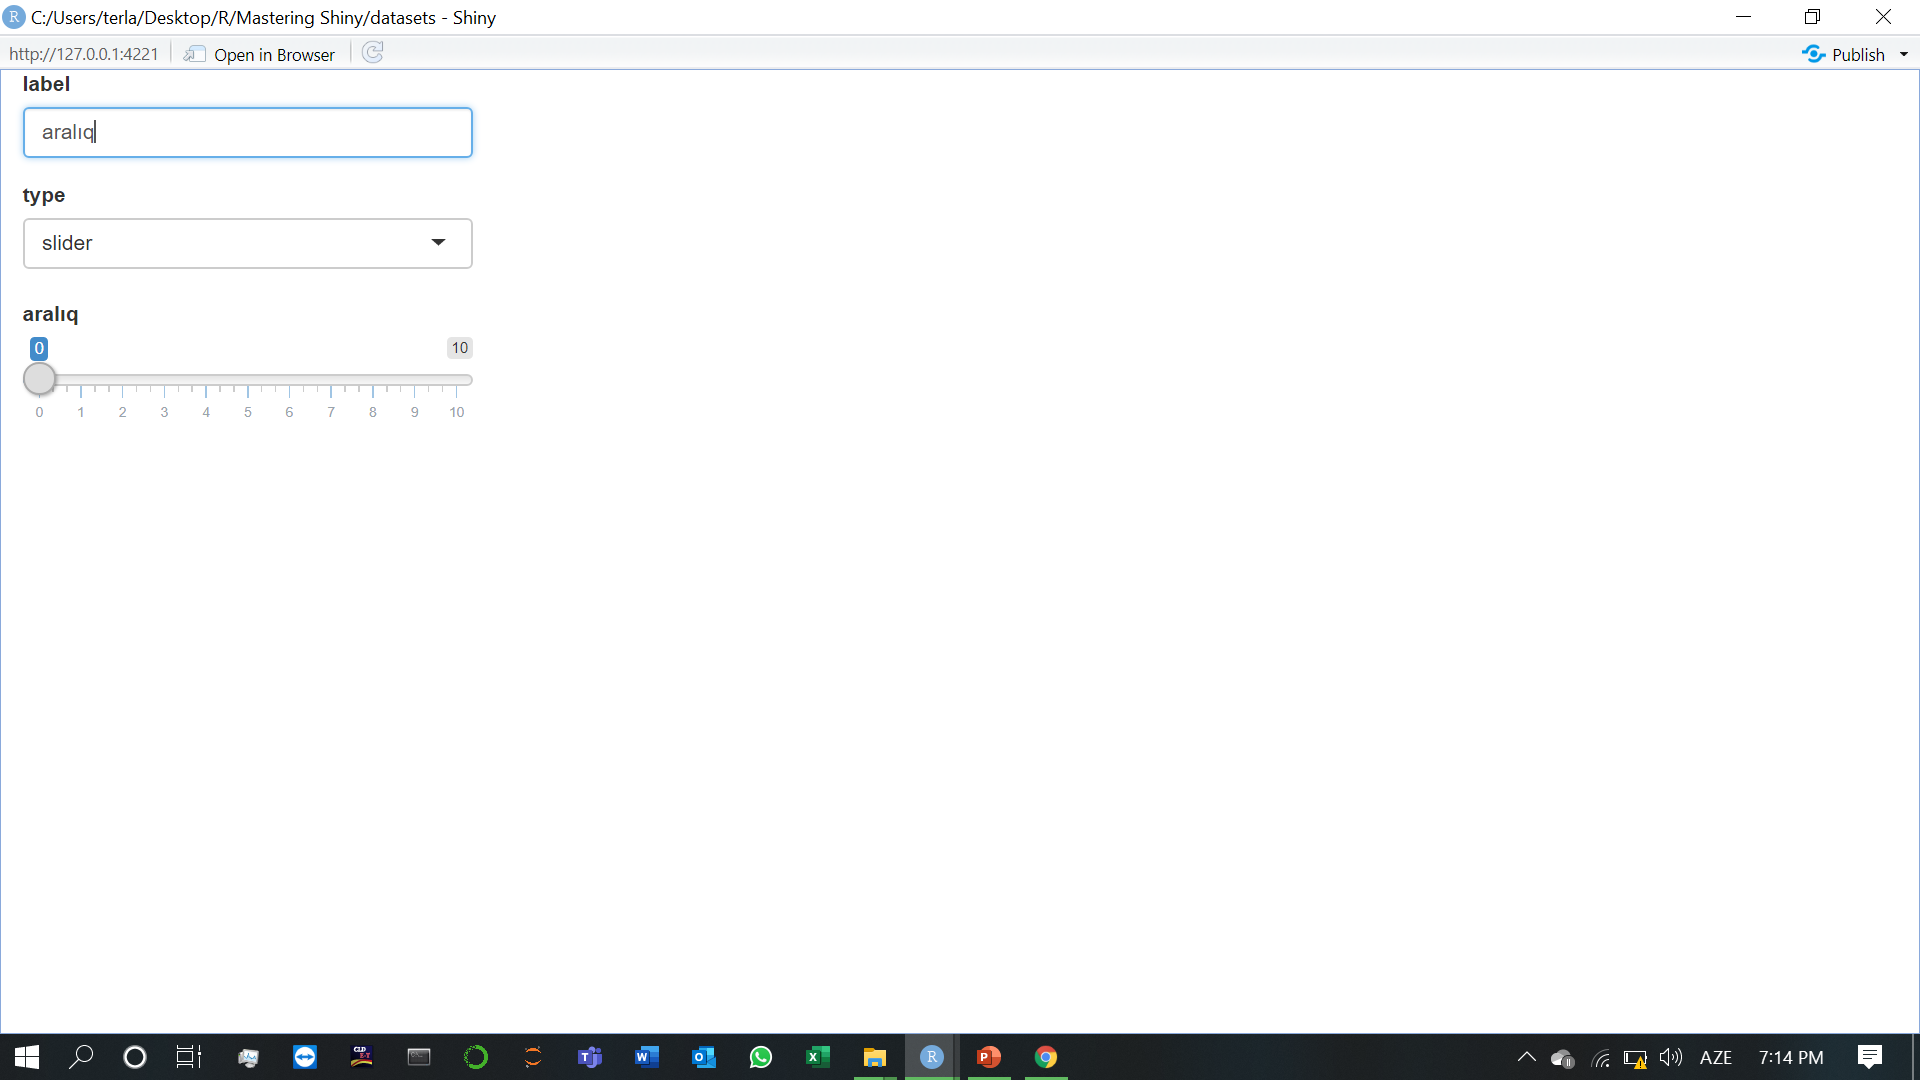 C:/Users/terla/Desktop/R/Mastering Shiny/datasets - Shiny
http://127.0.0.1:4221 Open in Browser Publish
label
aralıq
type
slider
aralıq
0 10
0 1 2 3 4 5 6 7 8 9 10
AZE 7:14 PM